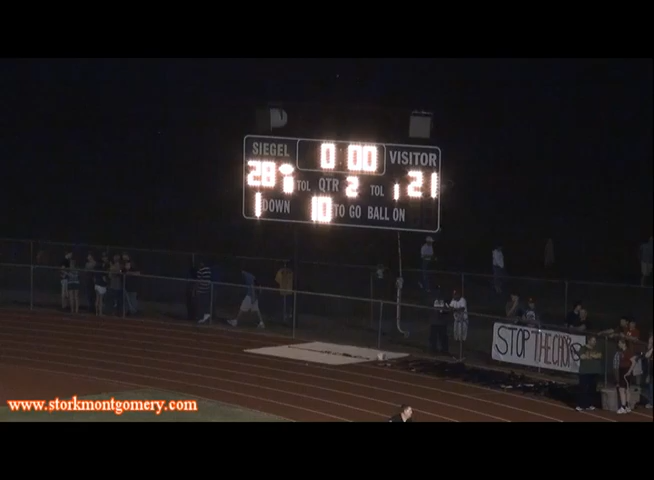 SIEGEL 0 00 VISITOR
28 TOL QTR 2 TOL 1 21
1 DOWN 10 TO GO BALL ON
STOP THE CHOP
www.storkmontgomery.com